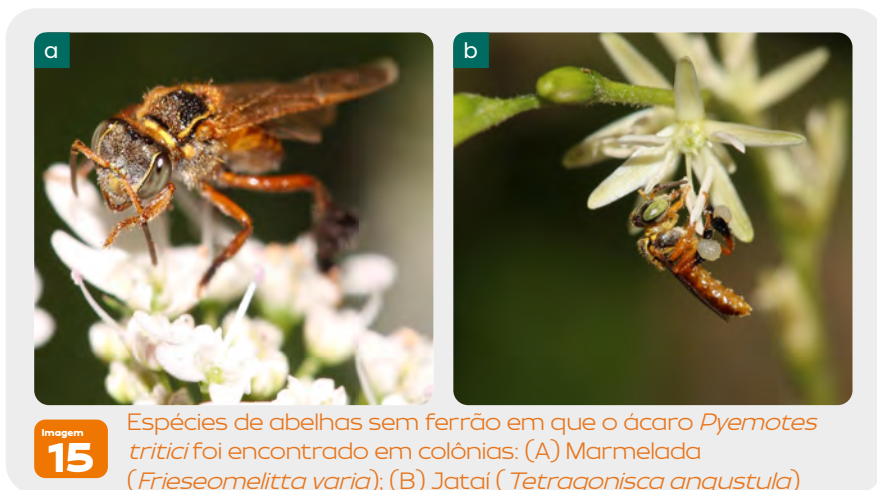 a
b
Imagem
15
Espécies de abelhas sem ferrão em que o ácaro Pyemotes
tritici foi encontrado em colônias: (A) Marmelada
(Frieseomelitta varia); (B) Jataí ( Tetragonisca angustula)